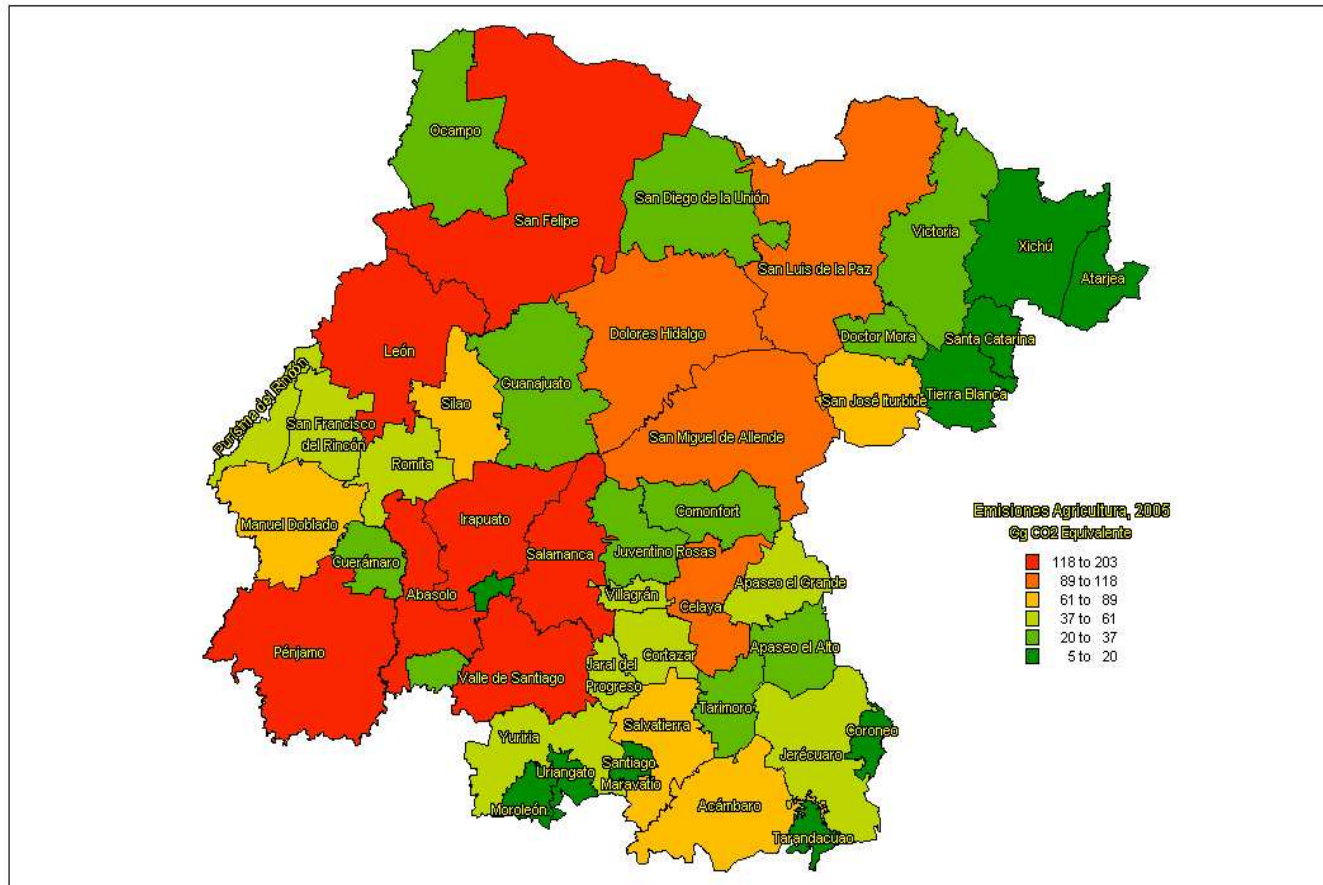 Ocampo
San Felipe
San Diego de la Unión
San Luis de la Paz
Victoria
Xichú
Atarjea
Dolores Hidalgo
Doctor Mora
Santa Catarina
León
Guanajuato
Silao
Purisima del Rincón
San Francisco
del Rincón
San José Iturbide
Tierra Blanca
San Miguel de Allende
Romita
Manuel Doblado
Irapuato
Comonfort
Guerámaro
Salamanca
Juventino Rosas
Abasolo
Villagrán
Celaya
Apaseo el Grande
Pénjamo
Valle de Santiago
Jaral del
Progreso
Cortazar
Apaseo el Alto
Tarimoro
Salvatierra
Yuriria
Uriangato
Santiago
Maravatio
Coroneo
Jerécuaro
Moroleón
Acámbaro
Tarandacuao
Emisiones Agricultura, 2005
Gg CO2 Equivalente
118 to 203
89 to 118
61 to 89
37 to 61
20 to 37
5 to 20